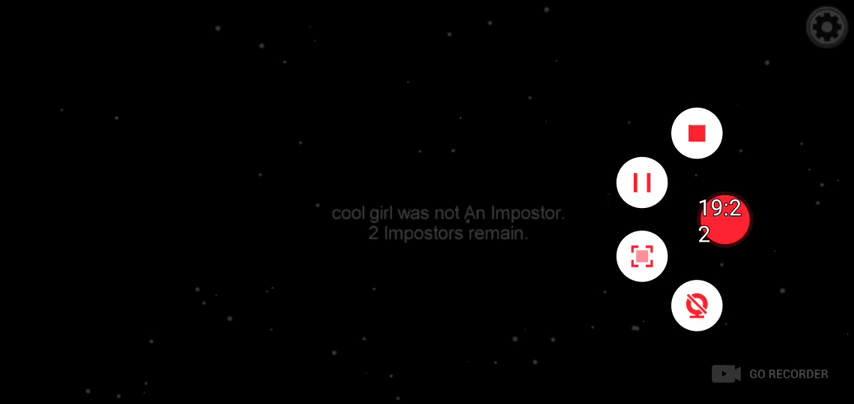 cool girl was not An Impostor.
2 Impostors remain.
19:2
2
GO RECORDER